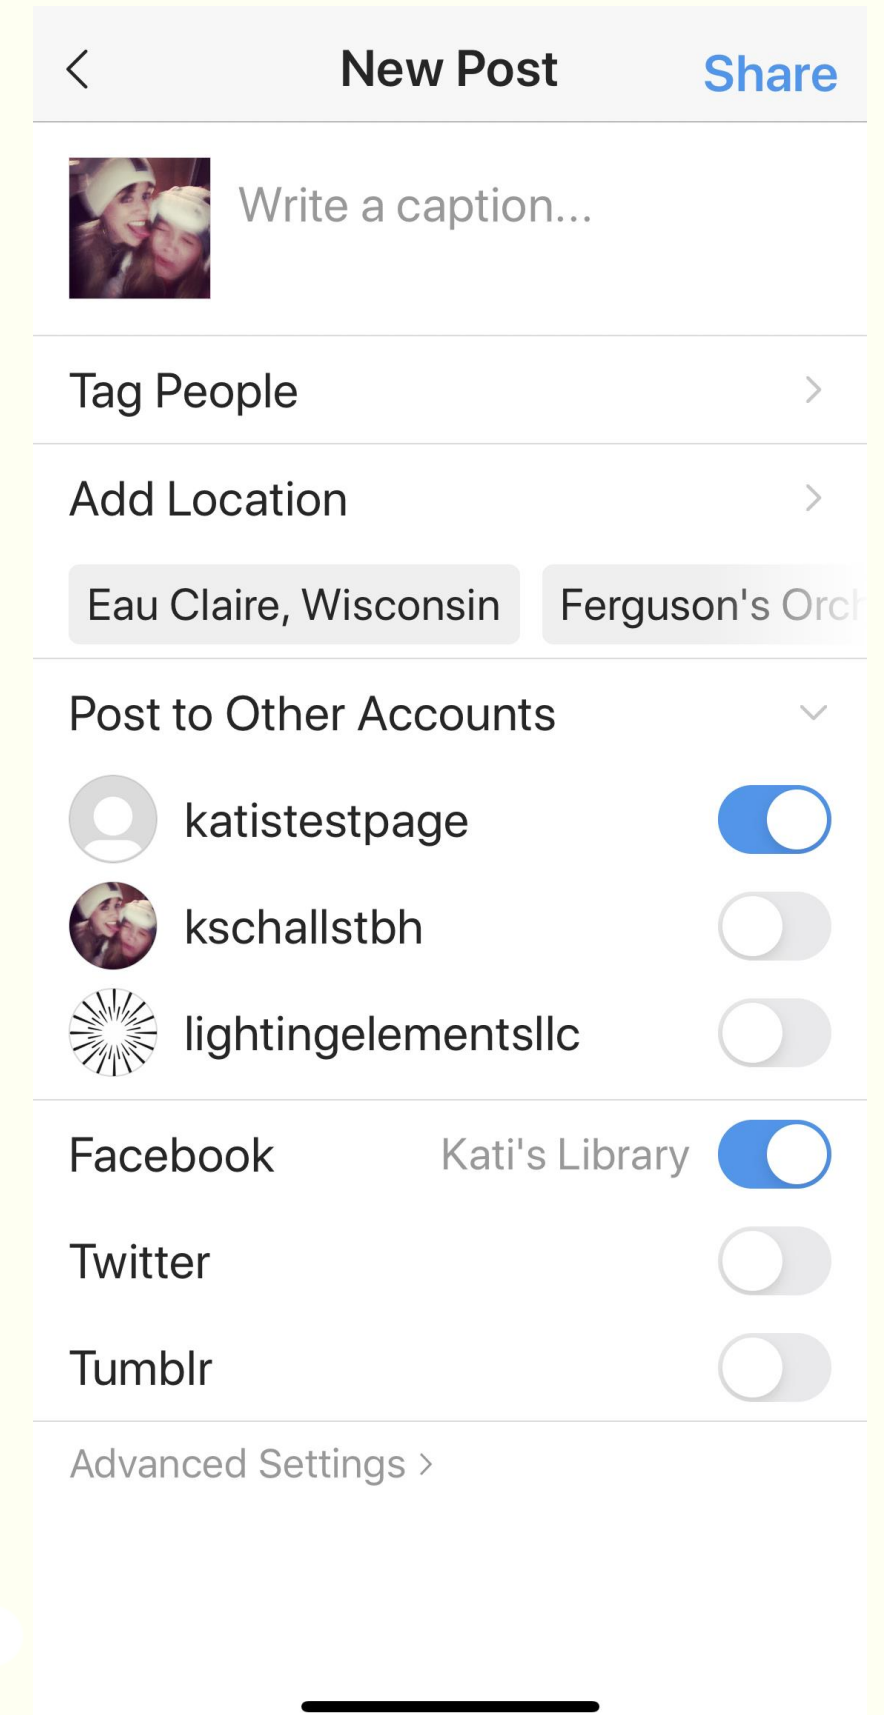 New Post
Share
Write a caption...
Tag People
Add Location
Eau Claire, Wisconsin
Ferguson's Orch
Post to Other Accounts
katistestpage
kschallstbh
lightingelementsllc
Facebook
Kati's Library
Twitter
Tumblr
Advanced Settings